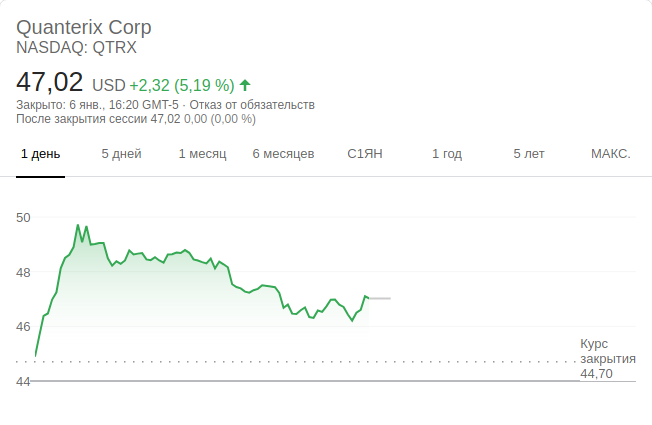 Quanterix Corp
NASDAQ: QTRX
47,02 USD +2,32 (5,19 %)
Закрыто: 6 янв., 16:20 GMT-5 · Отказ от обязательств
После закрытия сессии 47,02 0,00 (0,00 %)
1 день 5 дней 1 месяц 6 месяцев С1ЯН 1 год 5 лет МАКС.
50
48
46
Курс
закрытия
44,70
44